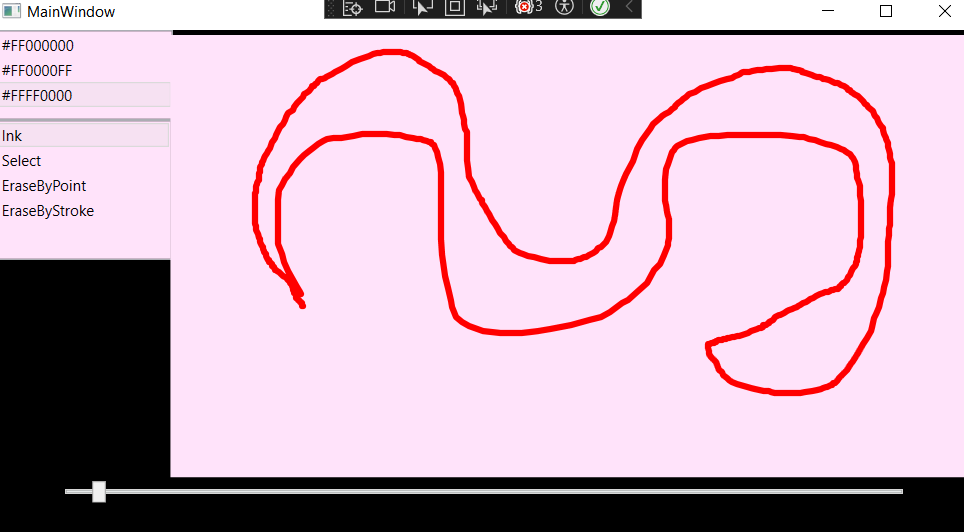 MainWindow
3
#FF000000
#FF0000FF
#FFFF0000
Ink
Select
EraseByPoint
EraseByStroke